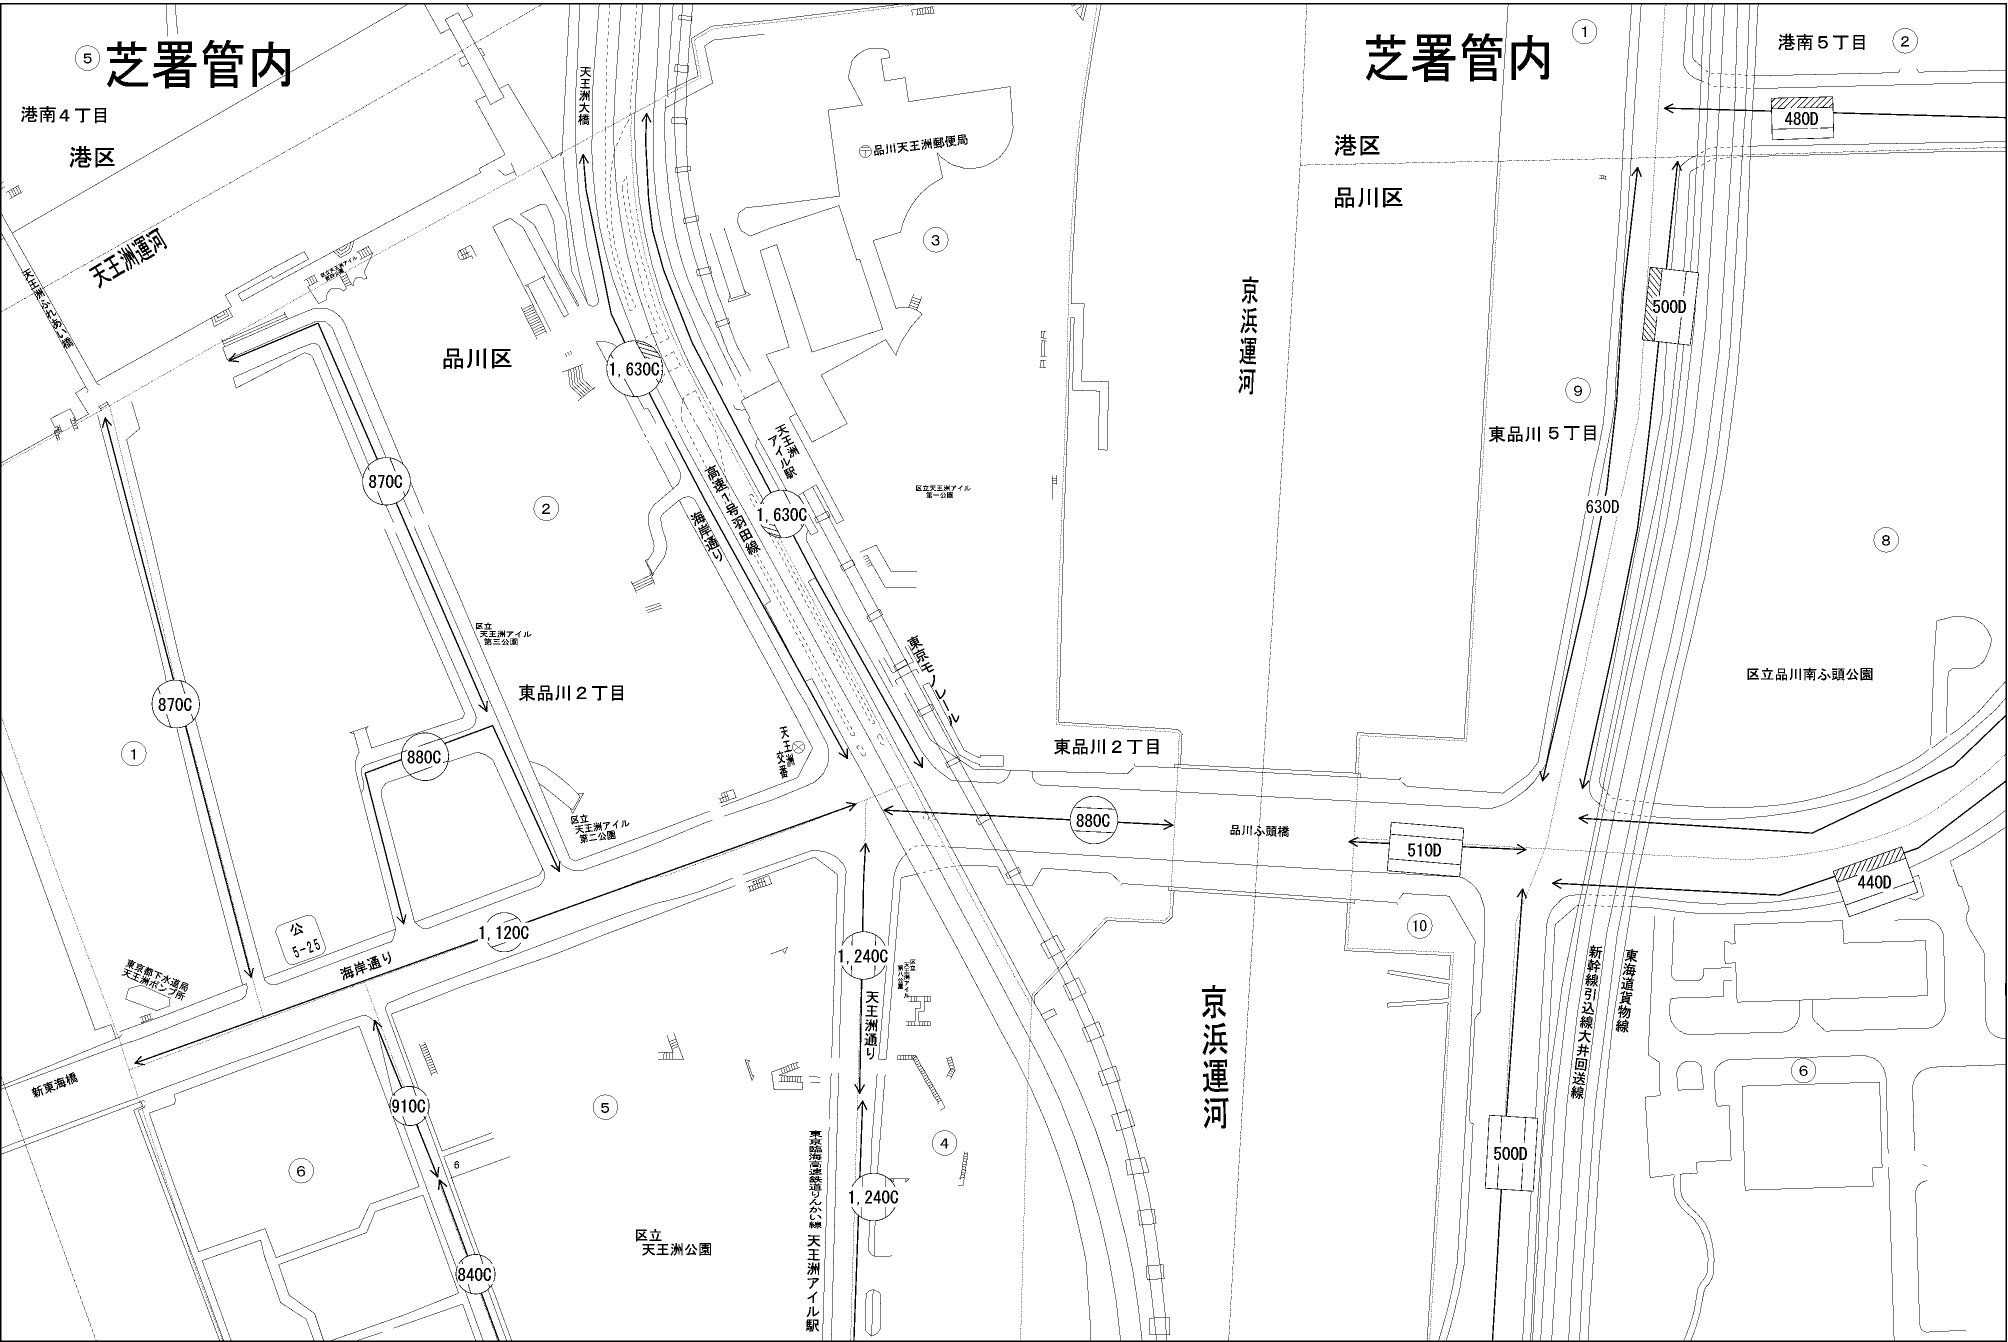 5
芝署管内
港南4丁目
港区
天王洲大橋
品川天王洲郵便局
芝署管内
1
港南5丁目
2
480D
港区
品川区
天王洲運河
天王洲ふれあい橋
3
品川区
1,630C
500D
京浜運河
9
東品川5丁目
870C
2
天王洲アイル駅
高速1号羽田線
海岸通り
1,630C
区立天王洲アイル
第一公園
630D
8
区立
天王洲アイル
第三公園
東品川2丁目
870C
1
880C
天王洲
交番
東京モノレール
東品川2丁目
区立品川南ふ頭公園
区立
天王洲アイル
第二公園
880C
品川ふ頭橋
510D
440D
公
5-25
1,120C
海岸通り
東京都下水道局
天王洲ポンプ所
1,240C
区立
天王洲アイル
第八公園
天王洲通り
10
新幹線引込線大井回送線
東海道貨物線
京浜運河
新東海橋
910C
5
6
6
6
4
500D
1,240C
東京臨海高速鉄道りんかい線
天王洲アイル駅
区立
天王洲公園
840C